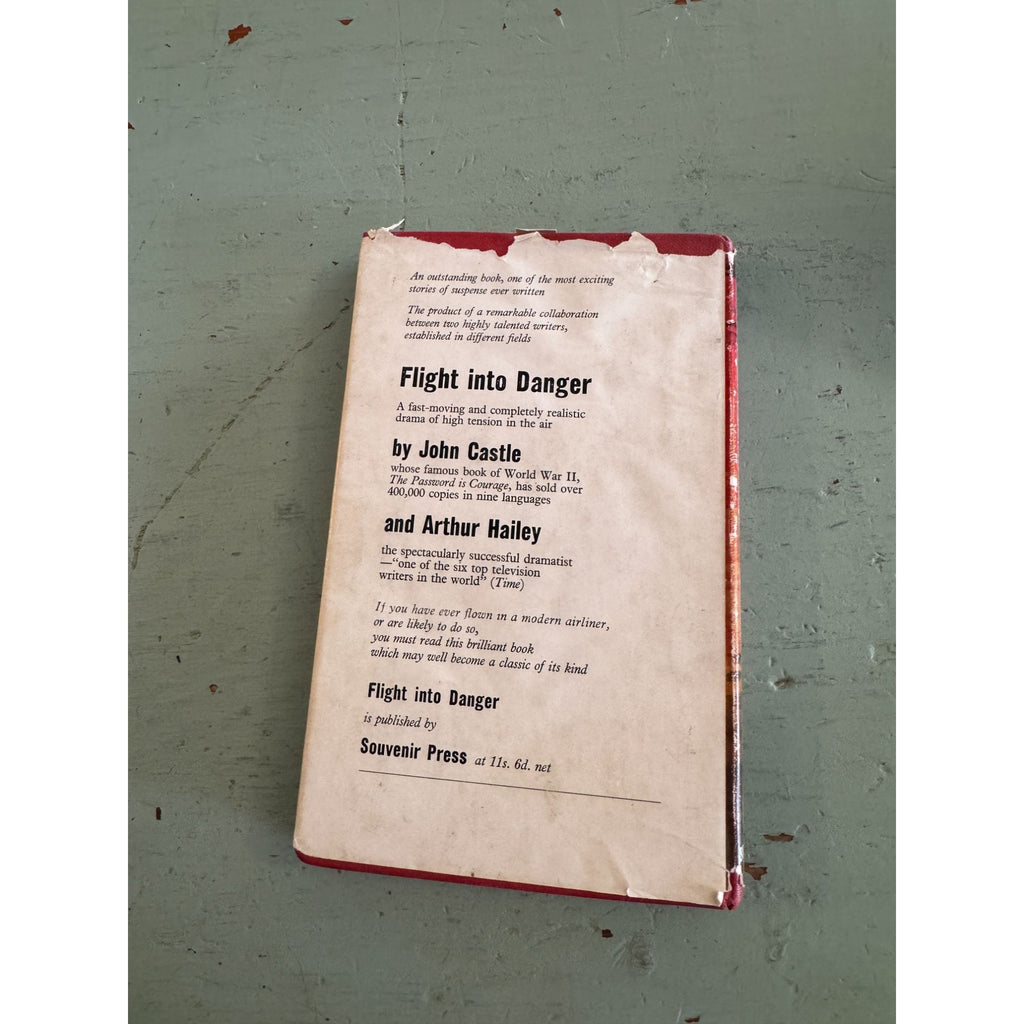 An outstanding book, one of the most exciting
stories of suspense ever written
The product of a remarkable collaboration
between two highly talented writers,
established in different fields
Flight into Danger
A fast-moving and completely realistic
drama of high tension in the air
by John Castle
whose famous book of World War II,
The Password is Courage, has sold over
400,000 copies in nine languages
and Arthur Hailey
the spectacularly successful dramatist
—“one of the six top television
writers in the world” (Time)
If you have ever flown in a modern airliner,
or are likely to do so,
you must read this brilliant book
which may well become a classic of its kind
Flight into Danger
is published by
Souvenir Press at 11s. 6d. net